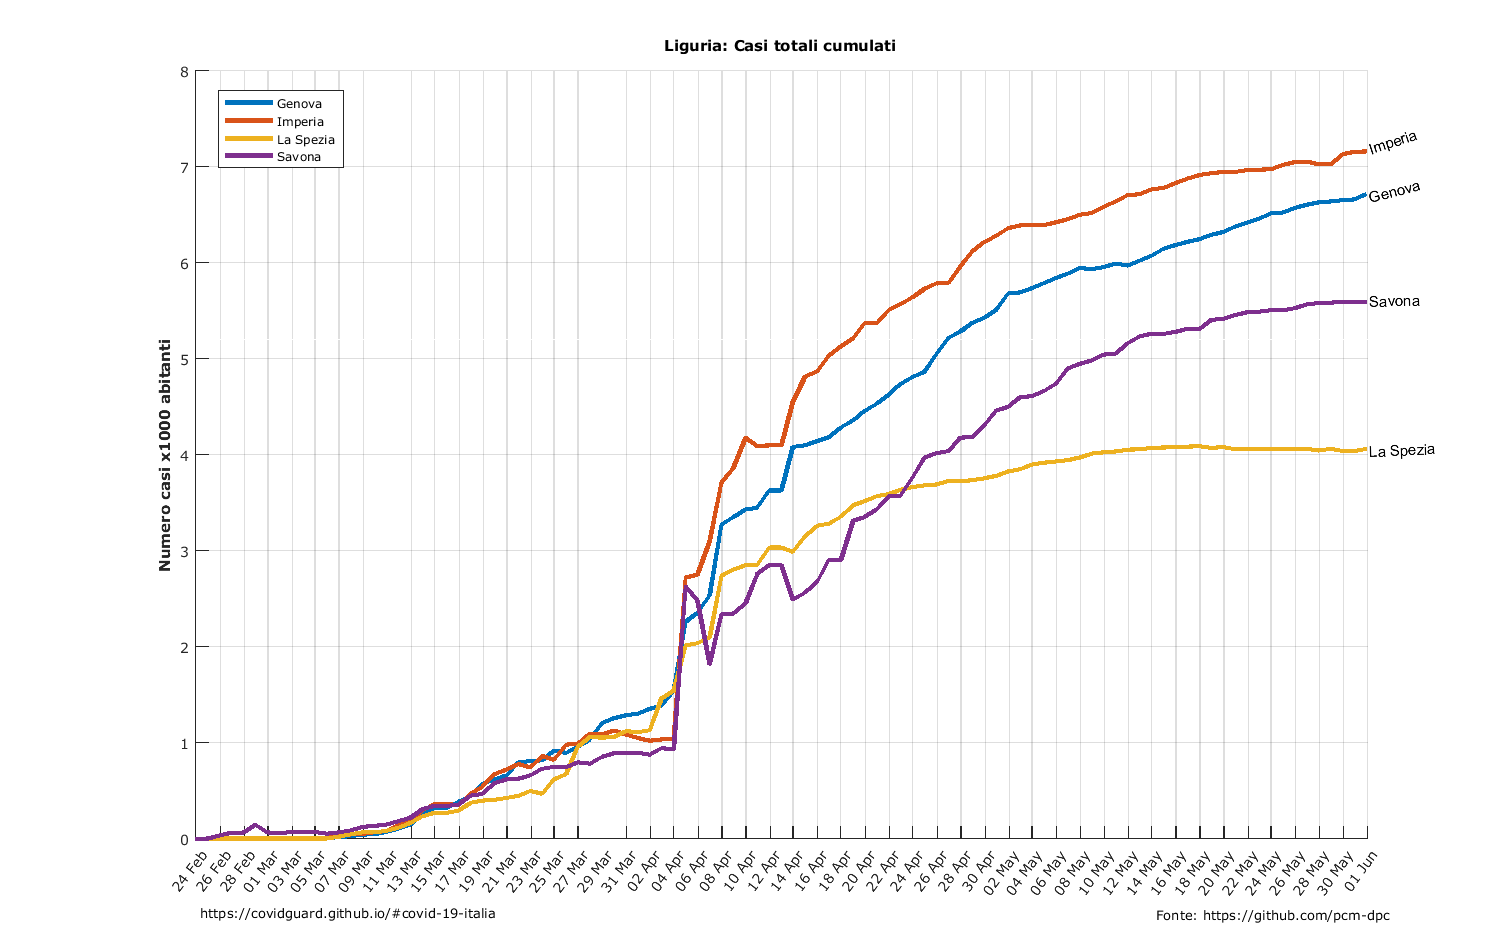 Liguria: Casi totali cumulati
8
7
6
5
4
3
2
1
0
Numero casi x1000 abitanti
Genova
Imperia
La Spezia
Savona
Imperia
Genova
Savona
La Spezia
24 Feb
26 Feb
28 Feb
01 Mar
03 Mar
05 Mar
07 Mar
09 Mar
11 Mar
13 Mar
15 Mar
17 Mar
19 Mar
21 Mar
23 Mar
25 Mar
27 Mar
29 Mar
31 Mar
02 Apr
04 Apr
06 Apr
08 Apr
10 Apr
12 Apr
14 Apr
16 Apr
18 Apr
20 Apr
22 Apr
24 Apr
26 Apr
28 Apr
30 Apr
02 May
04 May
06 May
08 May
10 May
12 May
14 May
16 May
18 May
20 May
22 May
24 May
26 May
28 May
30 May
01 Jun
https://covidguard.github.io/#covid-19-italia
Fonte: https://github.com/pcm-dpc